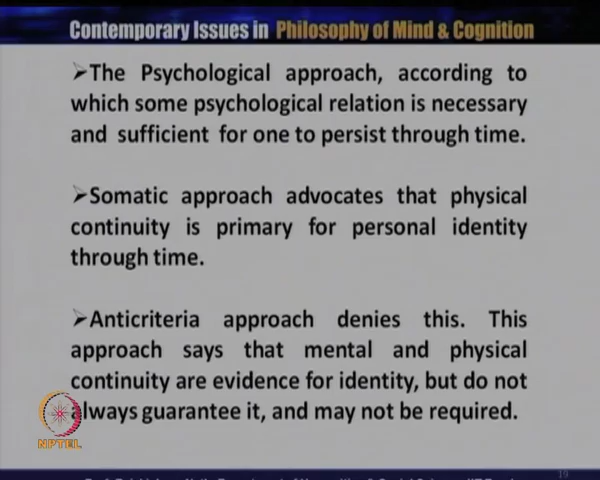 Contemporary Issues in Philosophy of Mind & Cognition
➢The Psychological approach, according to
which some psychological relation is necessary
and sufficient for one to persist through time.
➢Somatic approach advocates that physical
continuity is primary for personal identity
through time.
➢Anticriteria approach denies this. This
approach says that mental and physical
continuity are evidence for identity, but do not
always guarantee it, and may not be required.
NPTEL
19